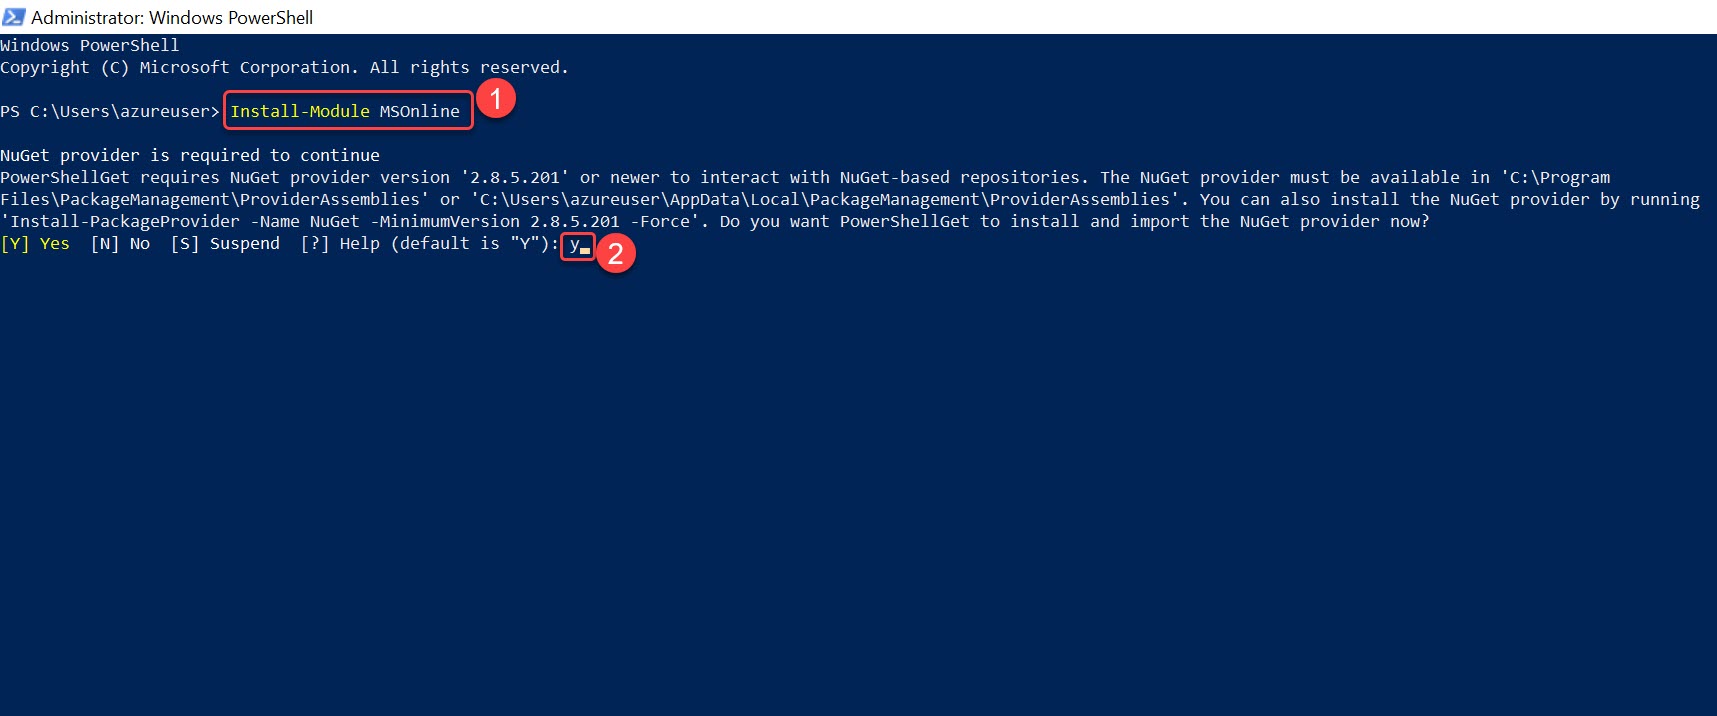 Administrator: Windows PowerShell
Windows PowerShell
Copyright (C) Microsoft Corporation. All rights reserved.
1
PS C:\Users\azureuser> Install-Module MSOnline
NuGet provider is required to continue
PowerShellGet requires NuGet provider version '2.8.5.201' or newer to interact with NuGet-based repositories. The NuGet provider must be available in 'C:\Program
Files\PackageManagement\ProviderAssemblies' or 'C:\Users\azureuser\AppData\Local\PackageManagement\ProviderAssemblies'. You can also install the NuGet provider by running
'Install-PackageProvider -Name NuGet -MinimumVersion 2.8.5.201 -Force'. Do you want PowerShellGet to install and import the NuGet provider now?
[Y] Yes  [N] No  [S] Suspend  [?] Help (default is "Y"): y
2